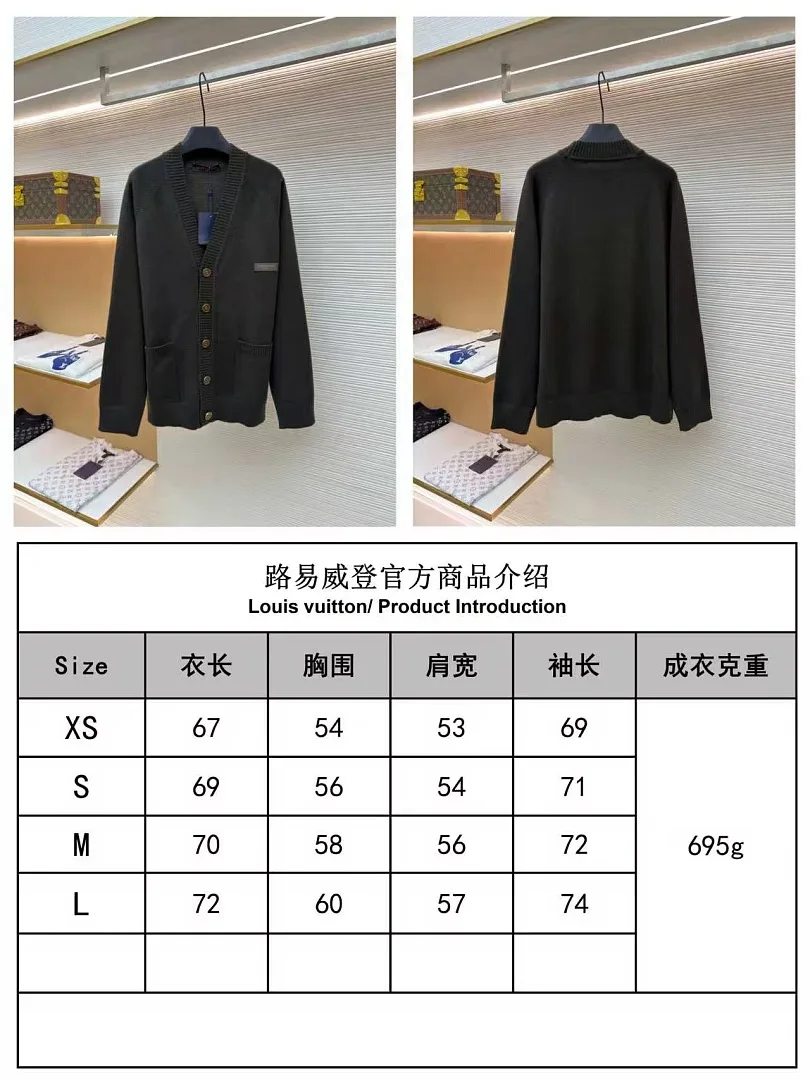 路易威登官方商品介绍
Louis vuitton/ Product Introduction
Size 衣长 胸围 肩宽 袖长 成衣克重
XS 67 54 53 69
S 69 56 54 71
M 70 58 56 72
695g
L 72 60 57 74